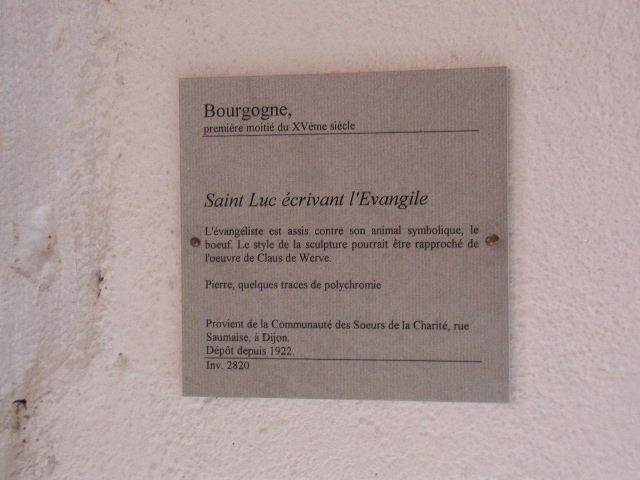 Bourgogne,
première moitié du XVème siècle
Saint Luc écrivant l'Evangile
L'évangéliste est assis contre son animal symbolique, le
boeuf. Le style de la sculpture pourrait être rapproché de
l'oeuvre de Claus de Werve.
Pierre, quelques traces de polychromie
Provient de la Communauté des Soeurs de la Charité, rue
Saumaise, à Dijon.
Dépôt depuis 1922.
Inv. 2820